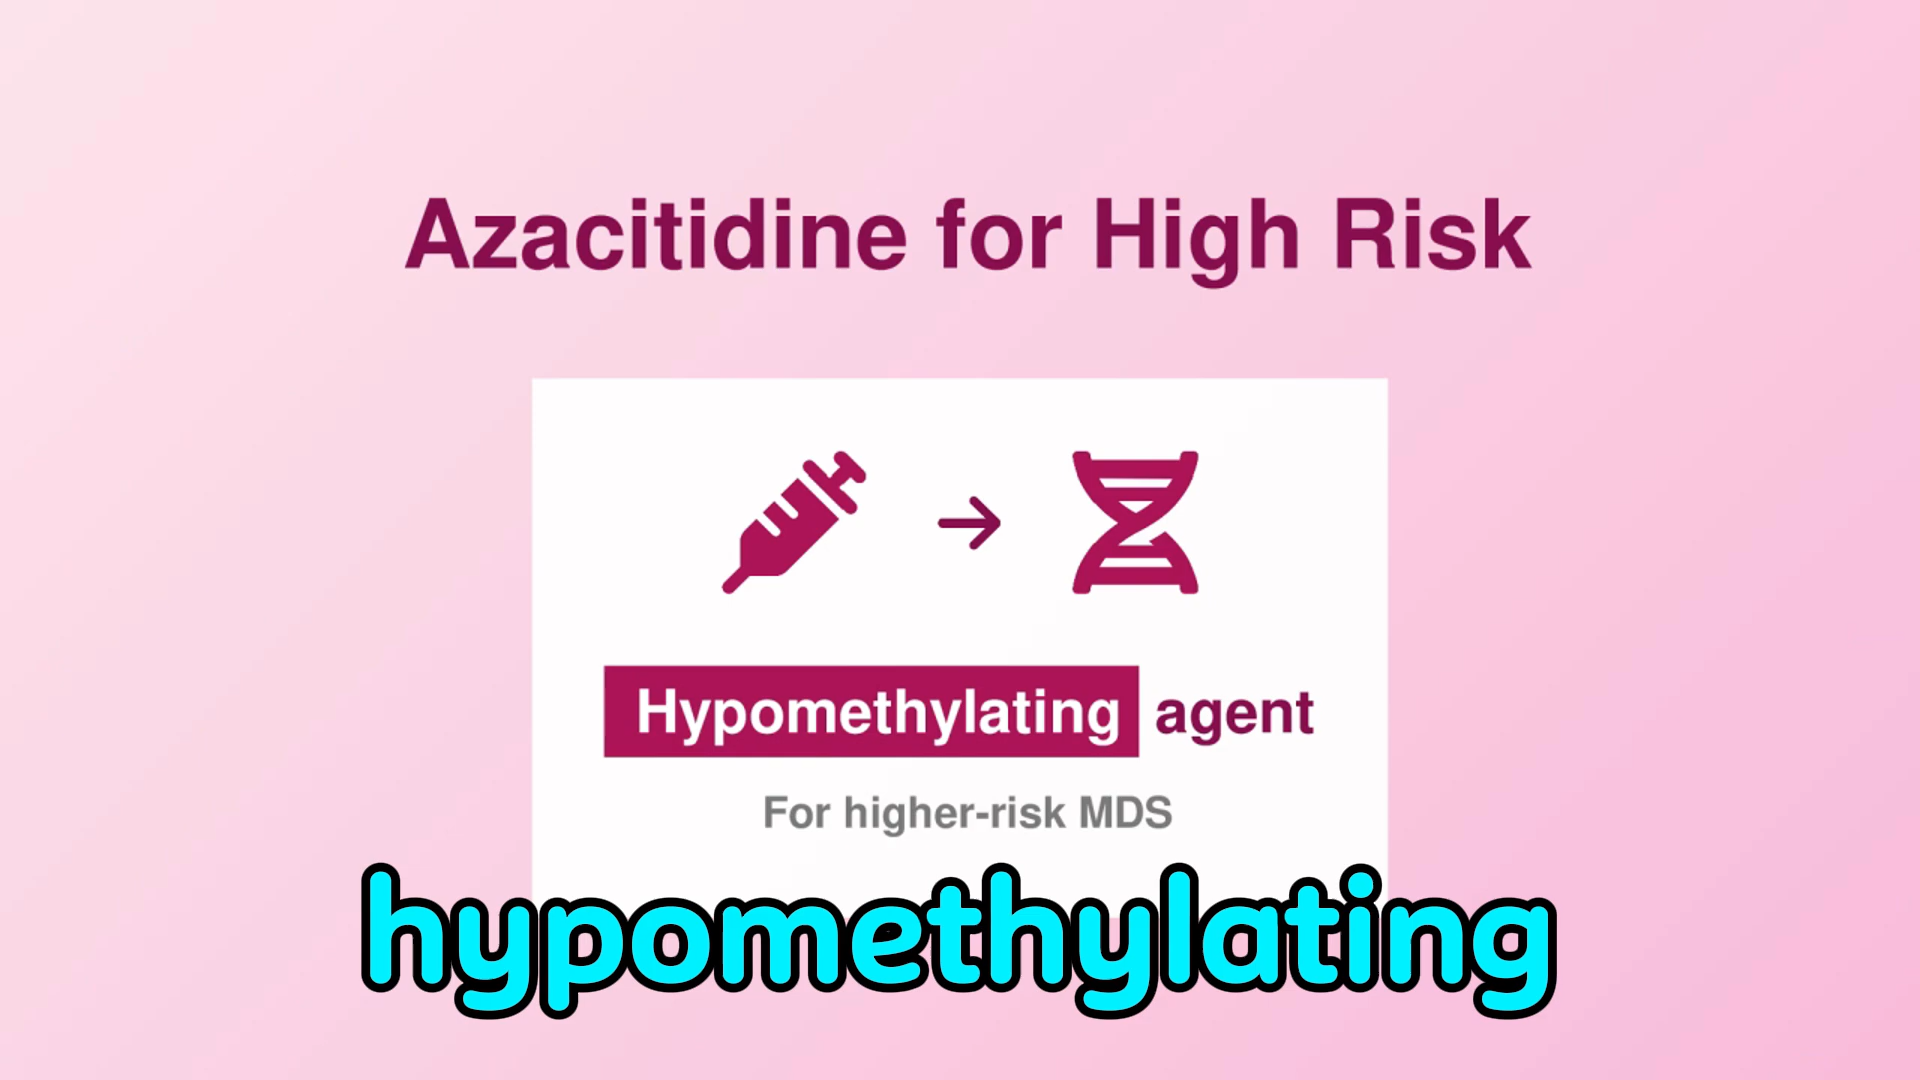 Azacitidine for High Risk
Hypomethylating agent
For higher-risk MDS
hypomethylating